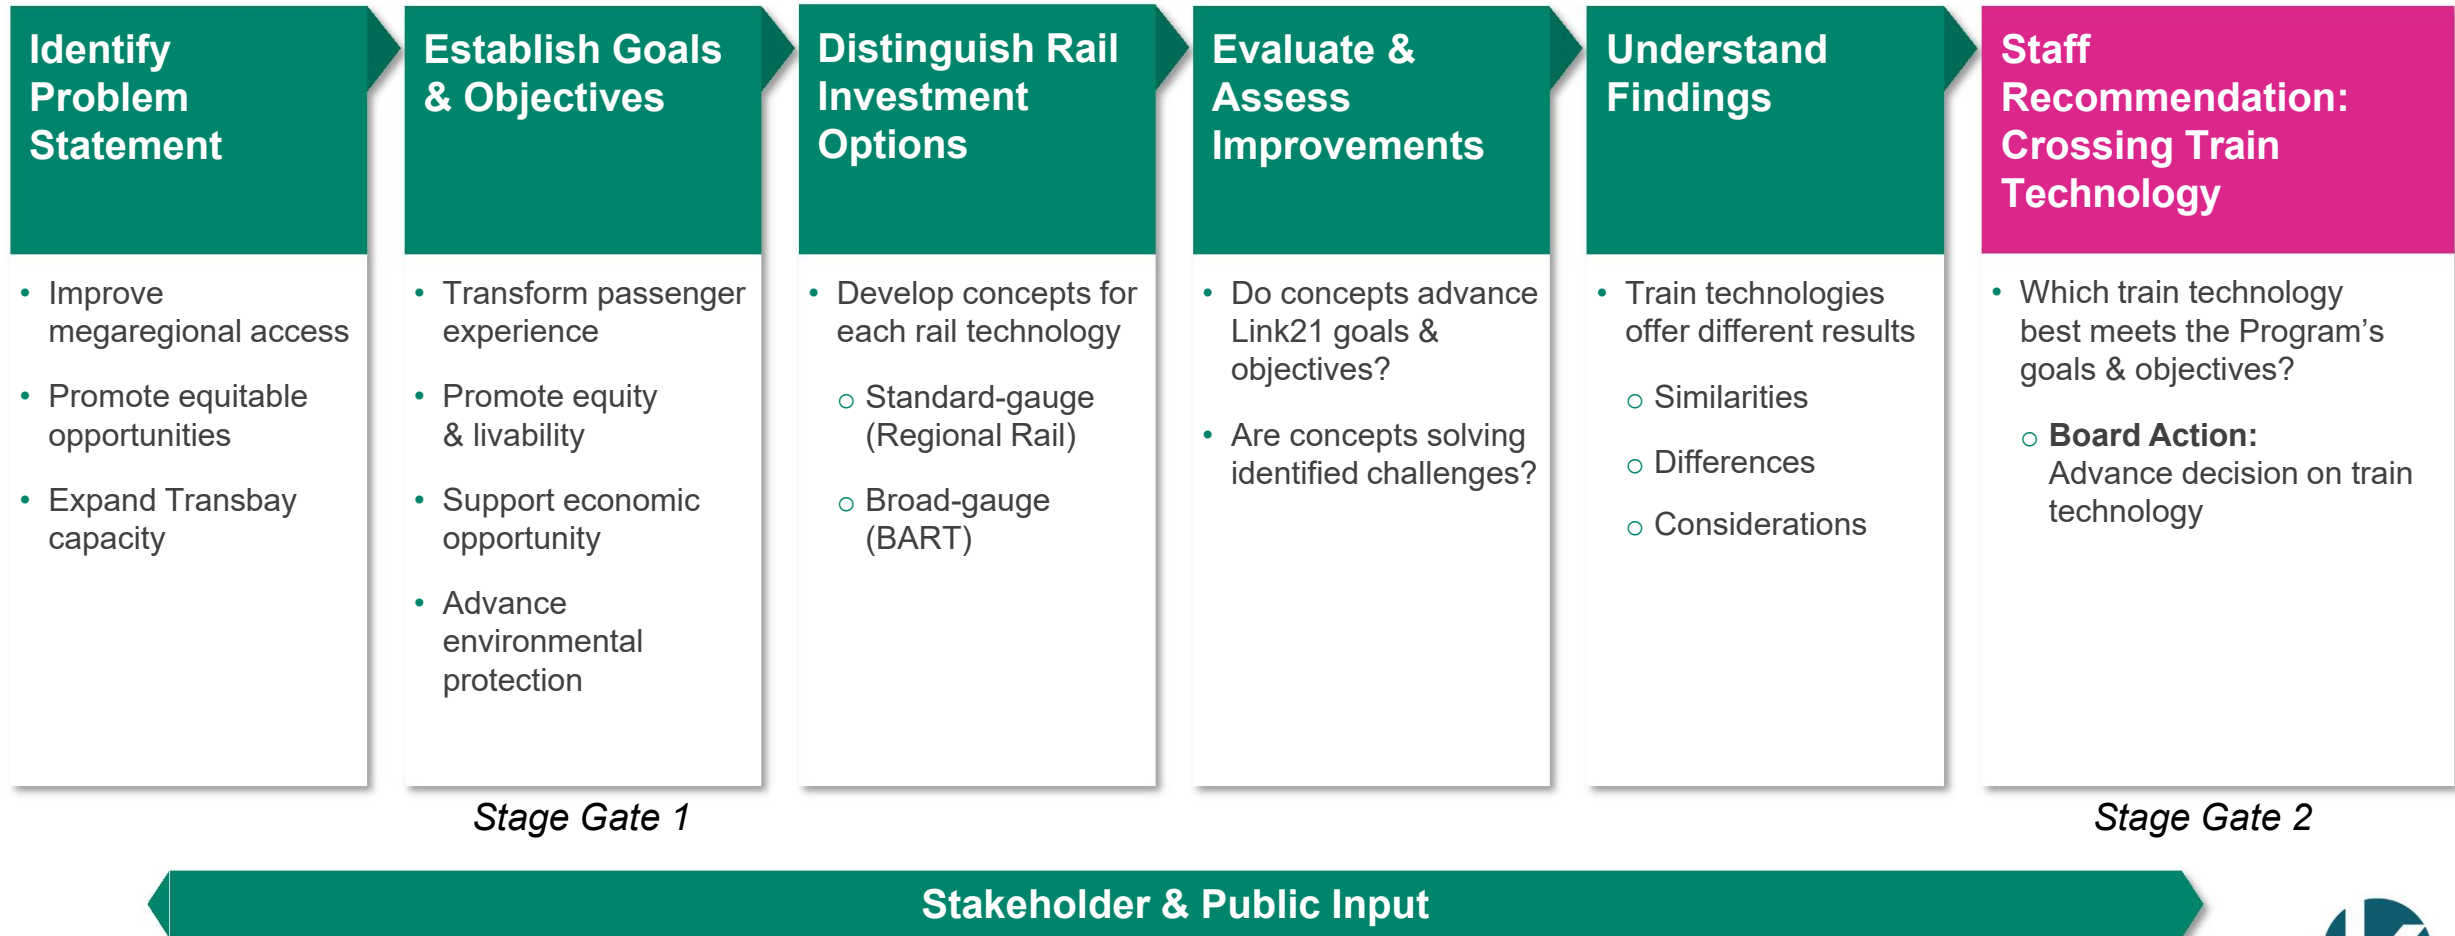 Identify
Problem
Statement
• Improve
megaregional access
• Promote equitable
opportunities
• Expand Transbay
capacity
Establish Goals
& Objectives
• Transform passenger
experience
• Promote equity
& livability
• Support economic
opportunity
• Advance
environmental
protection
Stage Gate 1
Distinguish Rail
Investment
Options
• Develop concepts for
each rail technology
o Standard-gauge
(Regional Rail)
o Broad-gauge
(BART)
Evaluate &
Assess
Improvements
• Do concepts advance
Link21 goals &
objectives?
• Are concepts solving
identified challenges?
Understand
Findings
• Train technologies
offer different results
o Similarities
o Differences
o Considerations
Staff
Recommendation:
Crossing Train
Technology
• Which train technology
best meets the Program’s
goals & objectives?
o Board Action:
Advance decision on train
technology
Stage Gate 2
Stakeholder & Public Input